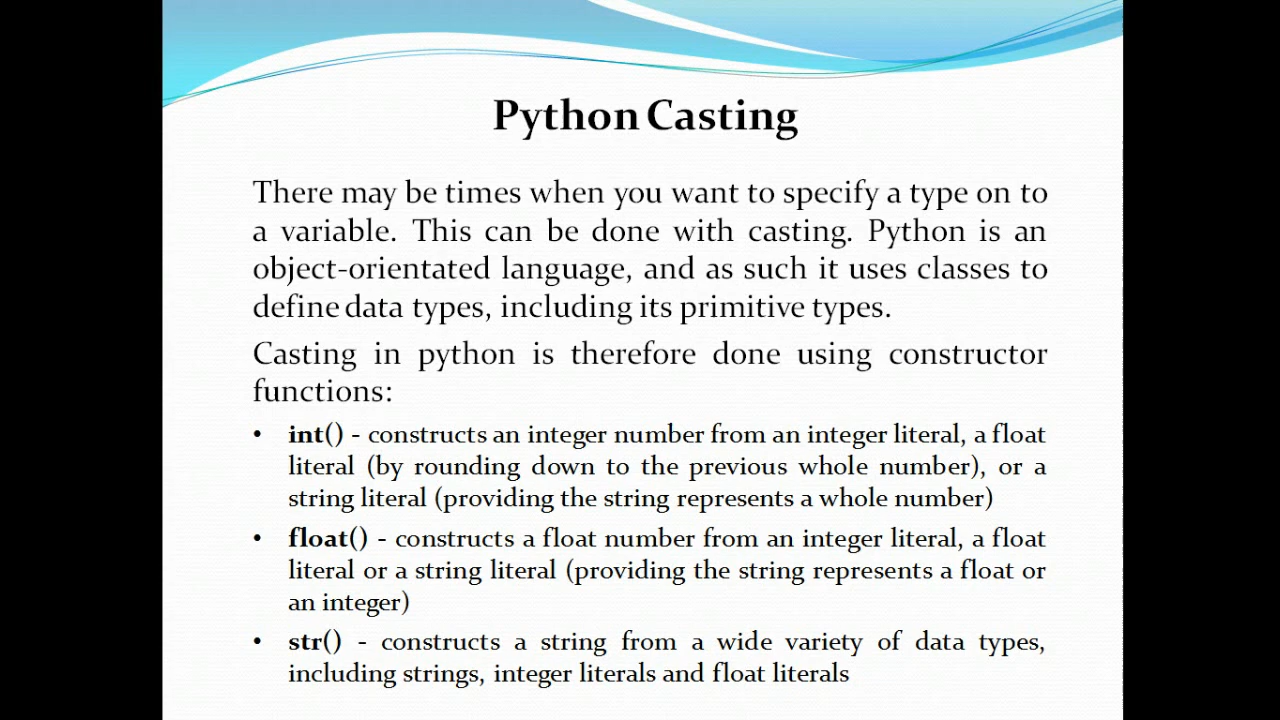 Python Casting
There may be times when you want to specify a type on to
a variable. This can be done with casting. Python is an
object-orientated language, and as such it uses classes to
define data types, including its primitive types.
Casting in python is therefore done using constructor
functions:
• int() - constructs an integer number from an integer literal, a float
literal (by rounding down to the previous whole number), or a
string literal (providing the string represents a whole number)
• float() - constructs a float number from an integer literal, a float
literal or a string literal (providing the string represents a float or
an integer)
• str() - constructs a string from a wide variety of data types,
including strings, integer literals and float literals